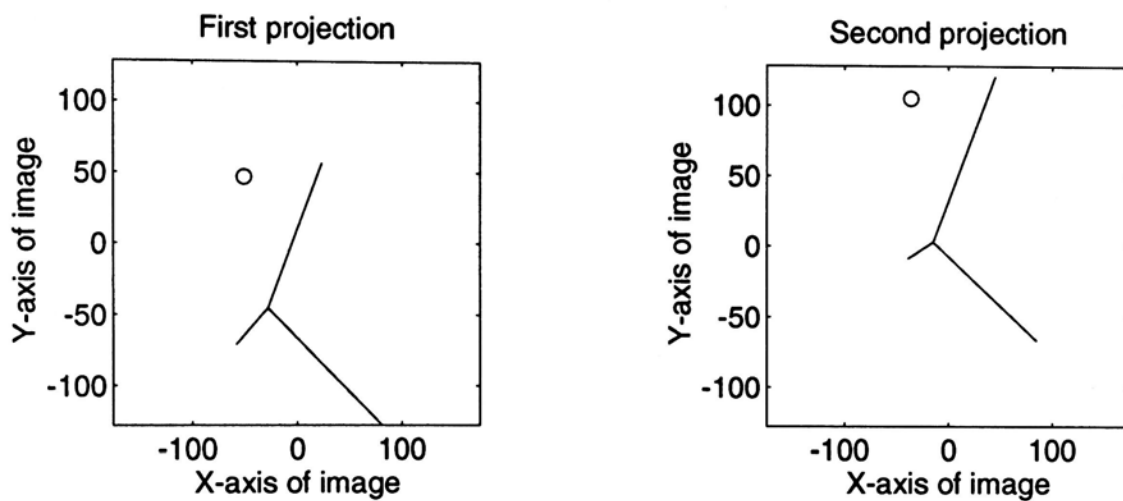 First projection
100
50
0
-50
-100
Y-axis of image
-100 0 100
X-axis of image
Second projection
100
50
0
-50
-100
Y-axis of image
-100 0 100
X-axis of image